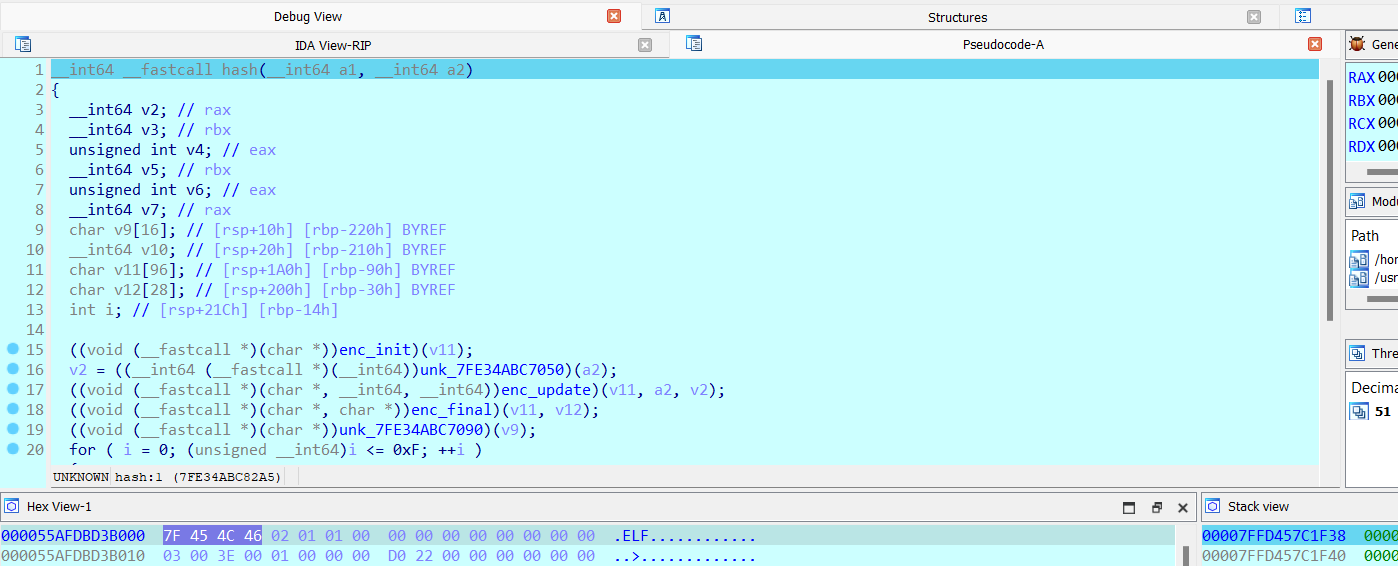 Debug View
Structures
IDA View-RIP
Pseudocode-A
1 __int64 __fastcall hash(__int64 a1, __int64 a2)
2 {
3 __int64 v2; // rax
4 __int64 v3; // rbx
5 unsigned int v4; // eax
6 __int64 v5; // rbx
7 unsigned int v6; // eax
8 __int64 v7; // rax
9 char v9[16]; // [rsp+10h] [rbp-220h] BYREF
10 __int64 v10; // [rsp+20h] [rbp-210h] BYREF
11 char v11[96]; // [rsp+1A0h] [rbp-90h] BYREF
12 char v12[28]; // [rsp+200h] [rbp-30h] BYREF
13 int i; // [rsp+21Ch] [rbp-14h]
14
15 ((void (__fastcall *)(char *))enc_init)(v11);
16 v2 = ((__int64 (__fastcall *)(__int64))unk_7FE34ABC7050)(a2);
17 ((void (__fastcall *)(char *, __int64, __int64))enc_update)(v11, a2, v2);
18 ((void (__fastcall *)(char *, char *))enc_final)(v11, v12);
19 ((void (__fastcall *)(char *))unk_7FE34ABC7090)(v9);
20 for ( i = 0; (unsigned __int64)i <= 0xF; ++i )
UNKNOWN hash:1 (7FE34ABC82A5)
Gene
RAX 000
RBX 000
RCX 000
RDX 000
Modu
Path
/hor
/usr
Thre
Decima
51
Hex View-1
000055AFDBD3B000 7F 45 4C 46 02 01 01 00 00 00 00 00 00 00 00 00 .ELF............
000055AFDBD3B010 03 00 3E 00 01 00 00 00 D0 22 00 00 00 00 00 00 ..>.............
Stack view
00007FFD457C1F38 0000
00007FFD457C1F40 0000